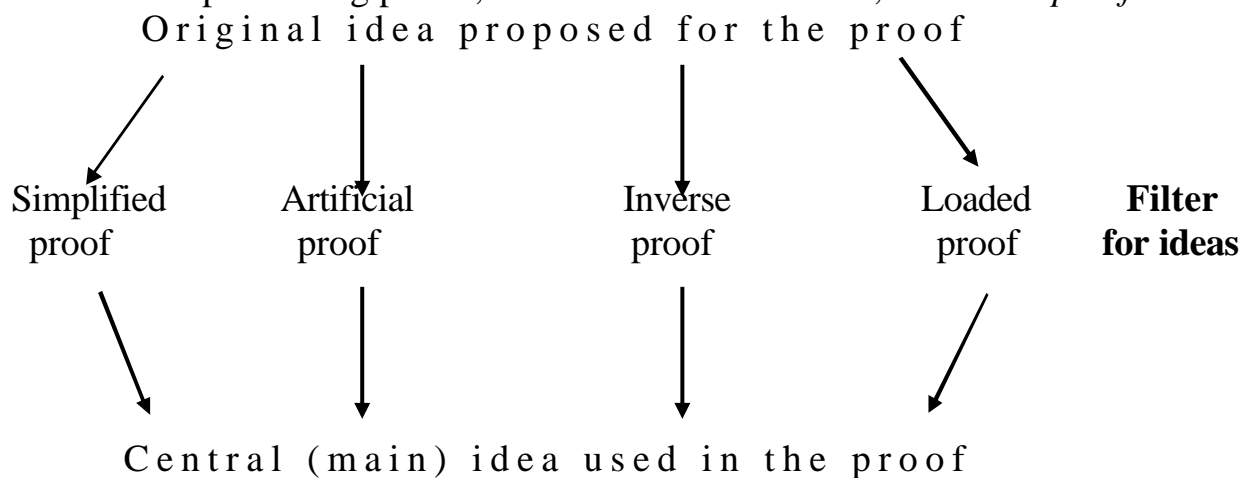 Original idea proposed for the proof
Simplified Artificial Inverse Loaded Filter
proof proof proof proof for ideas
Central (main) idea used in the proof